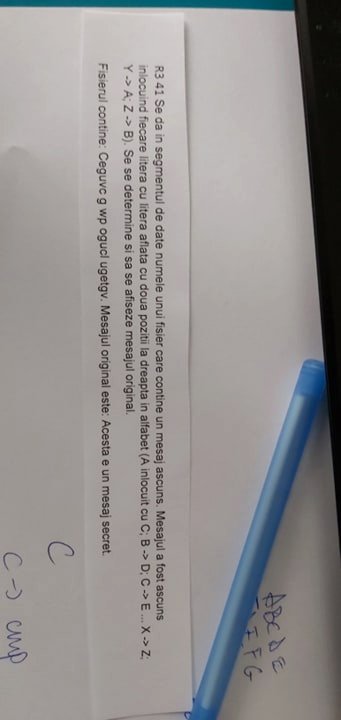 ABCDE
R3 41 Se da in segmentul de date numele unui fisier care contine un mesaj ascuns. Mesajul a fost ascuns
inlocuind fiecare litera cu litera aflata cu doua pozitii la dreapta in alfabet (A inlocuit cu C; B -> D; C -> E ... X -> Z;
Y -> A; Z -> B). Se se determine si sa se afiseze mesajul original.
Fisierul contine: Ceguvc g wp ogucl ugetgv. Mesajul original este: Acesta e un mesaj secret.
C
C -> cmp